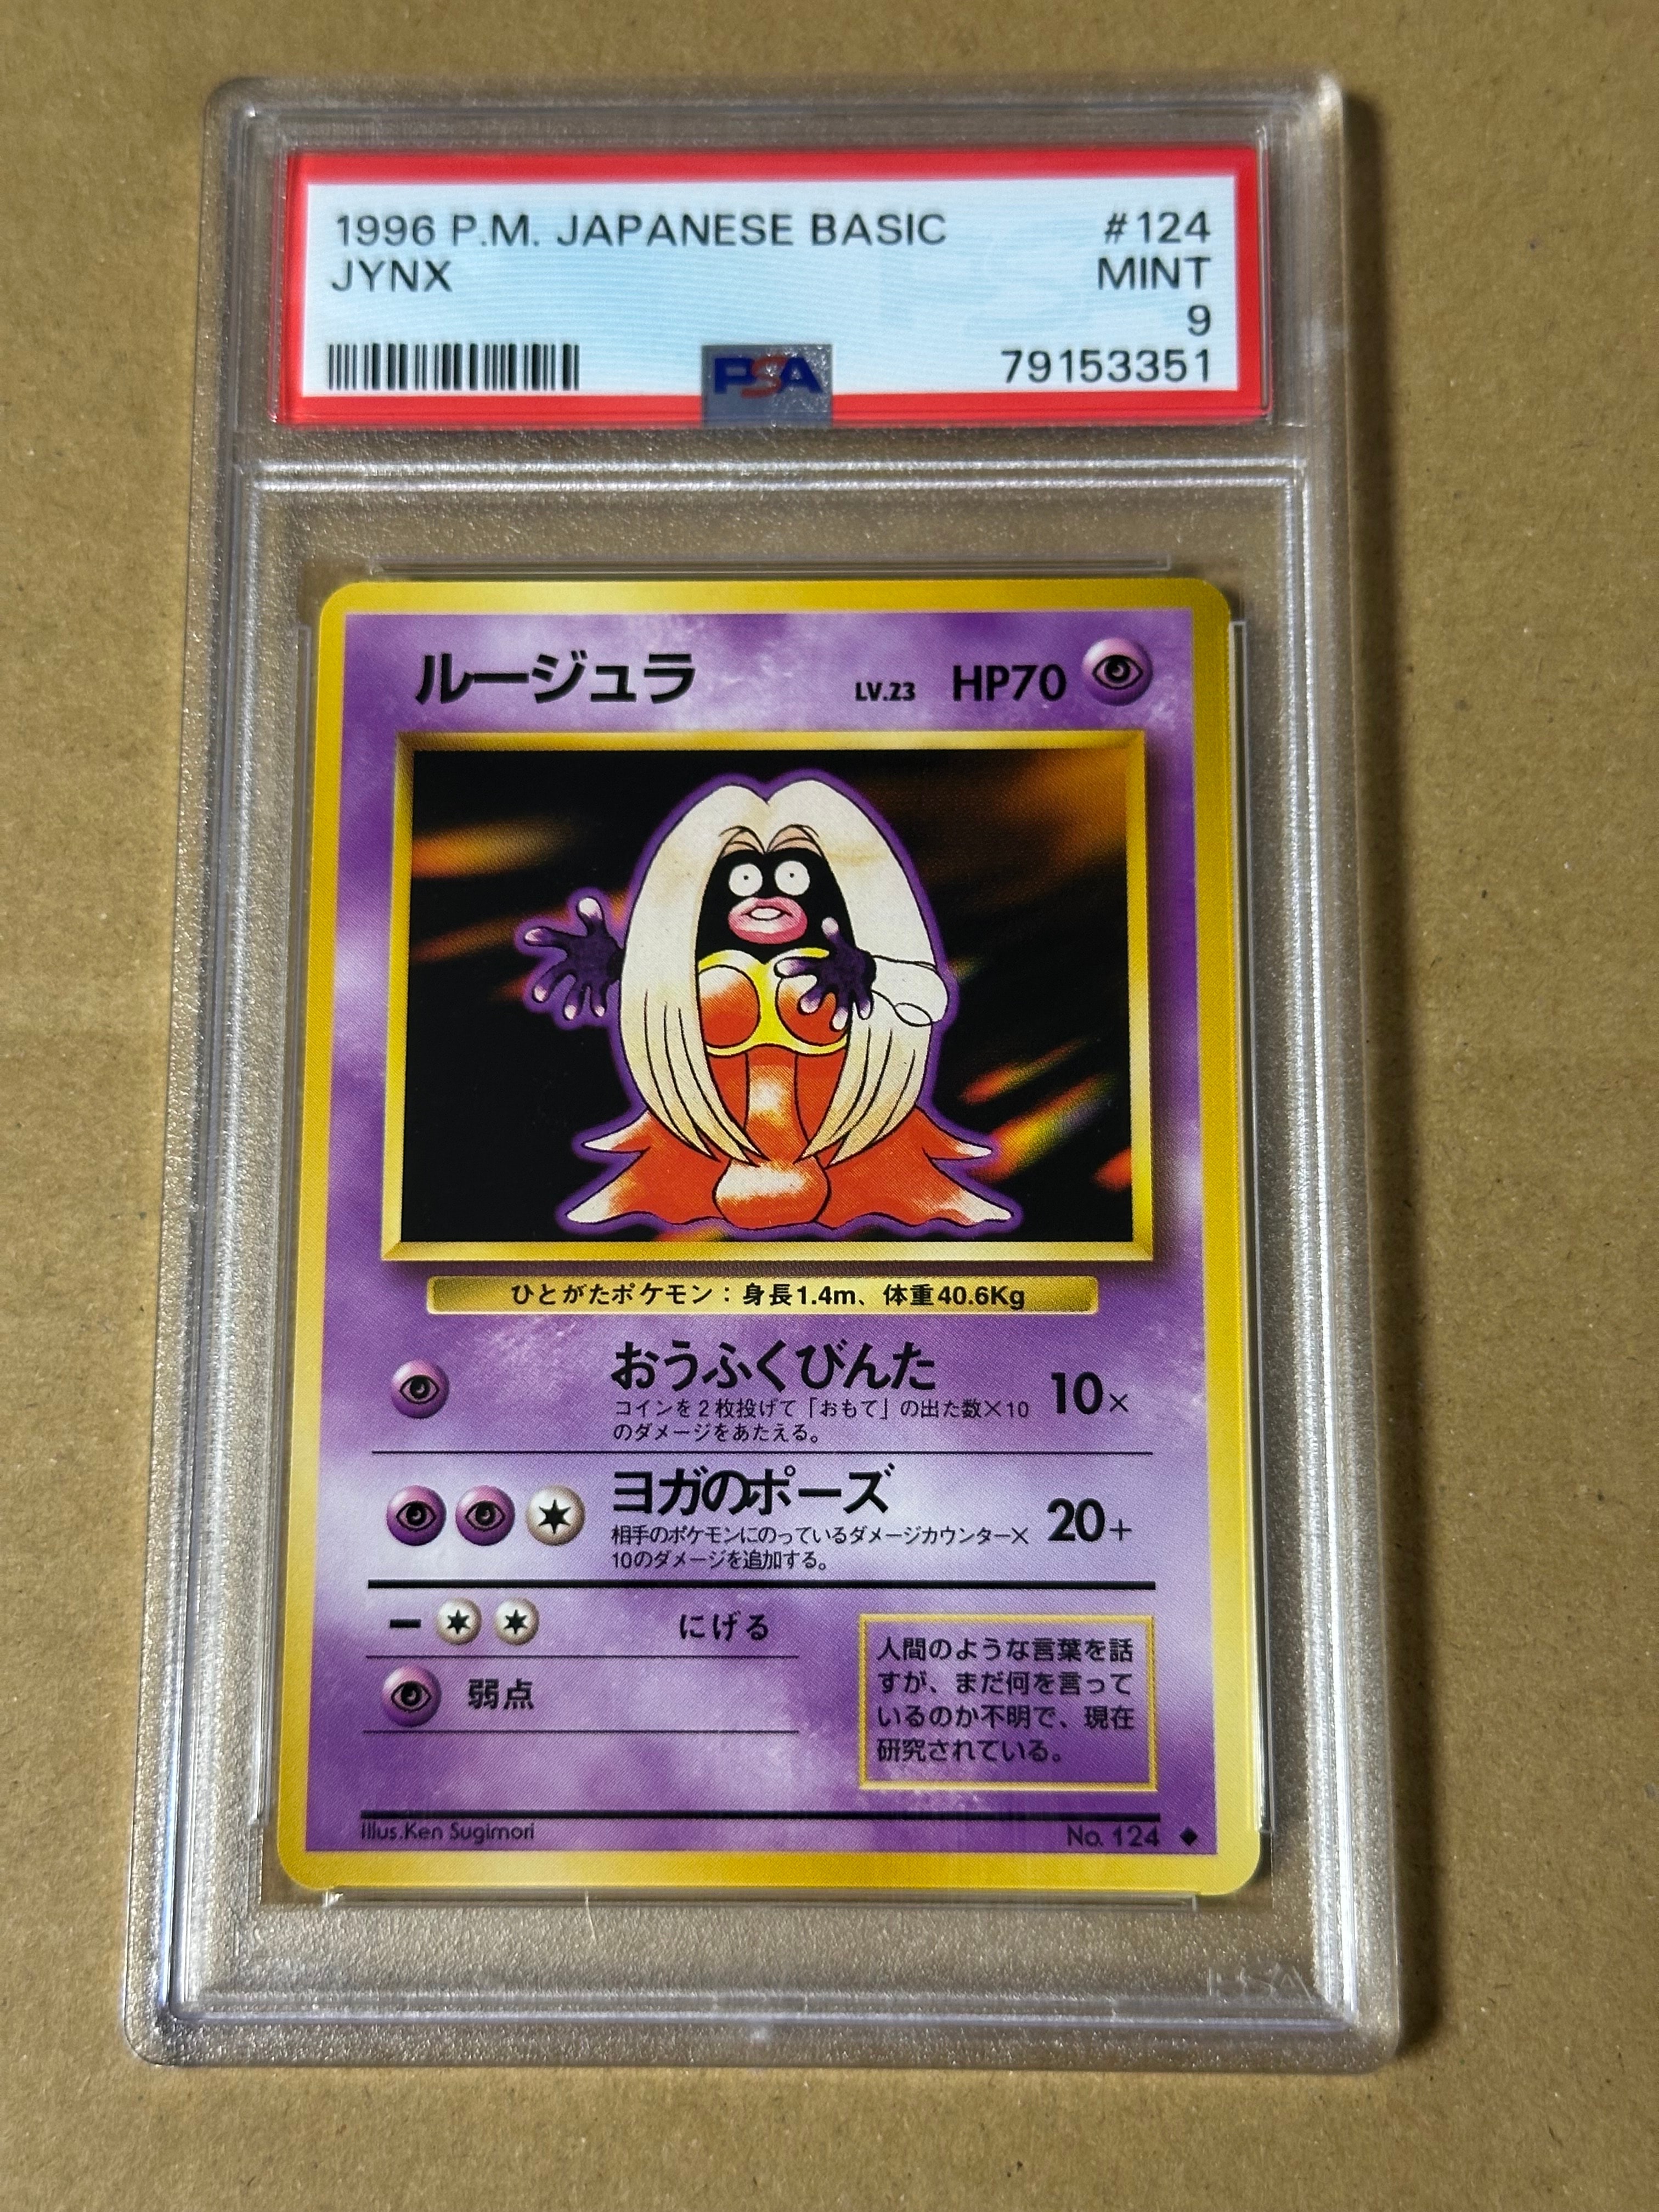 1996 P.M. JAPANESE BASIC #124
JYNX MINT
9
PSA 79153351
ルージュラ LV.23 HP70
ひとがたポケモン：身長1.4m、体重40.6Kg
おうふくびんた 10×
コインを2枚投げて「おもて」の出た数×10
のダメージをあたえる。
ヨガのポーズ 20+
相手のポケモンにのっているダメージカウンター×
10のダメージを追加する。
ー にげる
弱点
人間のような言葉を話
すが、まだ何を言って
いるのか不明で、現在
研究されている。
Illus.Ken Sugimori No. 124 ◆
PSA